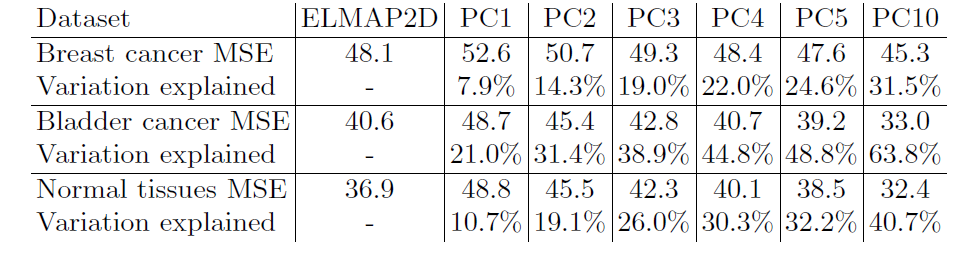 Dataset ELMAP2D PC1 PC2 PC3 PC4 PC5 PC10
Breast cancer MSE 48.1 52.6 50.7 49.3 48.4 47.6 45.3
Variation explained - 7.9% 14.3% 19.0% 22.0% 24.6% 31.5%
Bladder cancer MSE 40.6 48.7 45.4 42.8 40.7 39.2 33.0
Variation explained - 21.0% 31.4% 38.9% 44.8% 48.8% 63.8%
Normal tissues MSE 36.9 48.8 45.5 42.3 40.1 38.5 32.4
Variation explained - 10.7% 19.1% 26.0% 30.3% 32.2% 40.7%